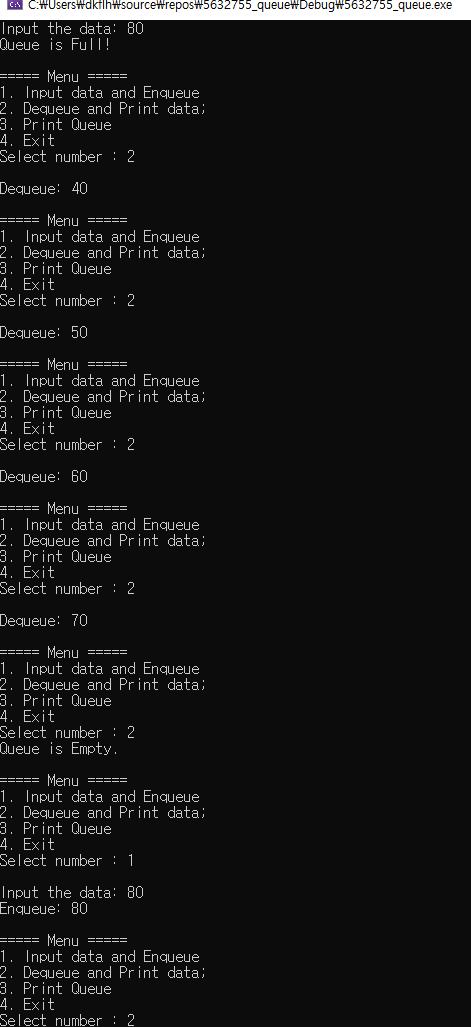 C:\Users\dkflh\source\repos\5632755_queue\Debug\5632755_queue.exe
Input the data: 80
Queue is Full!
===== Menu =====
1. Input data and Enqueue
2. Dequeue and Print data;
3. Print Queue
4. Exit
Select number : 2
Dequeue: 40
===== Menu =====
1. Input data and Enqueue
2. Dequeue and Print data;
3. Print Queue
4. Exit
Select number : 2
Dequeue: 50
===== Menu =====
1. Input data and Enqueue
2. Dequeue and Print data;
3. Print Queue
4. Exit
Select number : 2
Dequeue: 60
===== Menu =====
1. Input data and Enqueue
2. Dequeue and Print data;
3. Print Queue
4. Exit
Select number : 2
Dequeue: 70
===== Menu =====
1. Input data and Enqueue
2. Dequeue and Print data;
3. Print Queue
4. Exit
Select number : 2
Queue is Empty.
===== Menu =====
1. Input data and Enqueue
2. Dequeue and Print data;
3. Print Queue
4. Exit
Select number : 1
Input the data: 80
Enqueue: 80
===== Menu =====
1. Input data and Enqueue
2. Dequeue and Print data;
3. Print Queue
4. Exit
Select number : 2